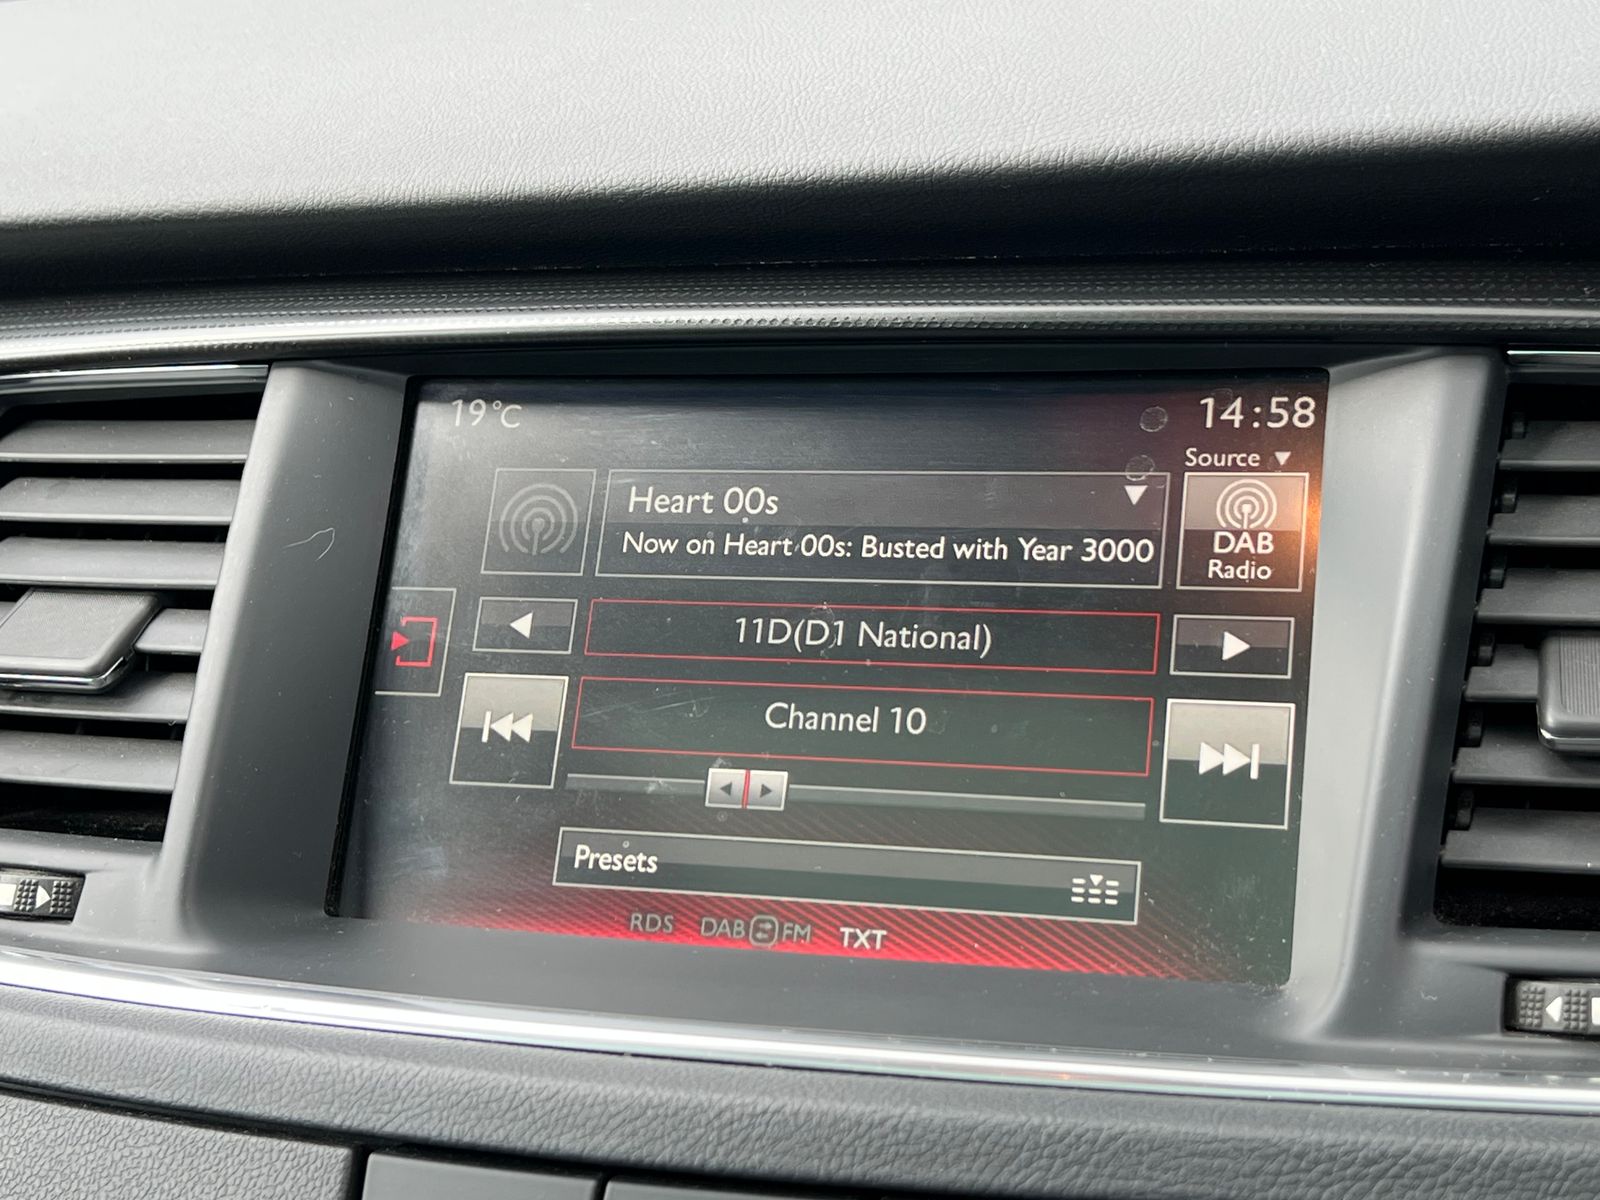 19°C
14:58
Source
Heart 00s
Now on Heart 00s: Busted with Year 3000
DAB
Radio
11D(D1 National)
Channel 10
Presets
RDS DAB FM TXT